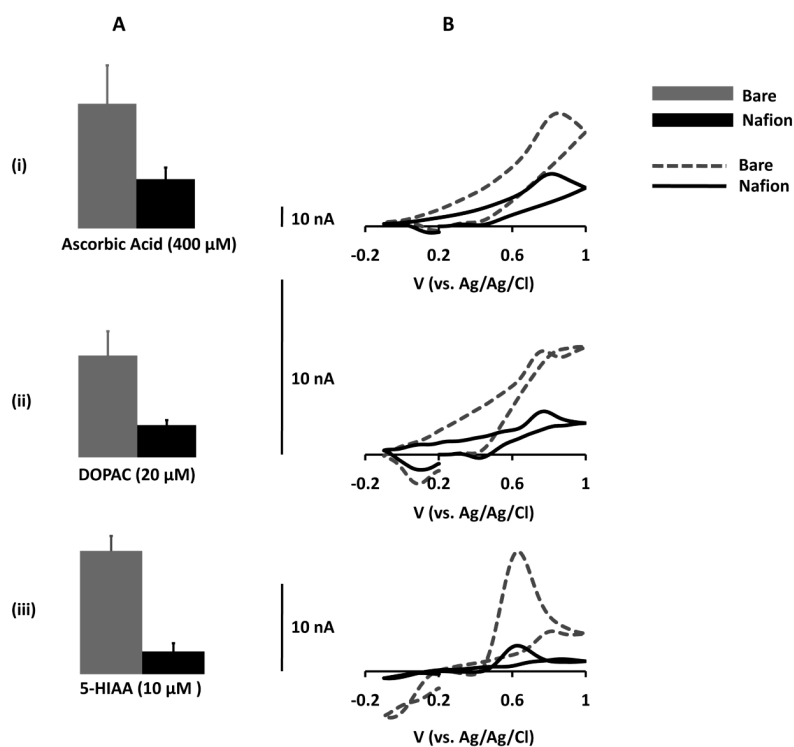 A
B
Bare
Nafion
Bare
Nafion
(i)
10 nA
Ascorbic Acid (400 µM)
-0.2 0.2 0.6 1
V (vs. Ag/Ag/Cl)
(ii)
10 nA
DOPAC (20 µM)
-0.2 0.2 0.6 1
V (vs. Ag/Ag/Cl)
(iii)
10 nA
5-HIAA (10 µM )
-0.2 0.2 0.6 1
V (vs. Ag/Ag/Cl)